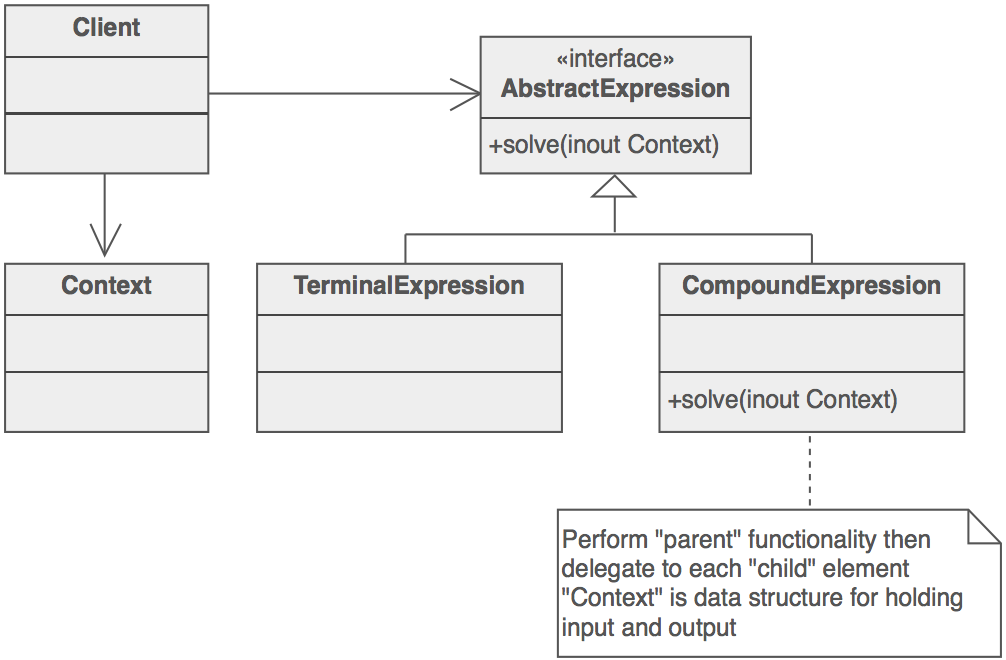 Client
«interface»
AbstractExpression
+solve(inout Context)
Context
TerminalExpression
CompoundExpression
+solve(inout Context)
Perform "parent" functionality then
delegate to each "child" element
"Context" is data structure for holding
input and output